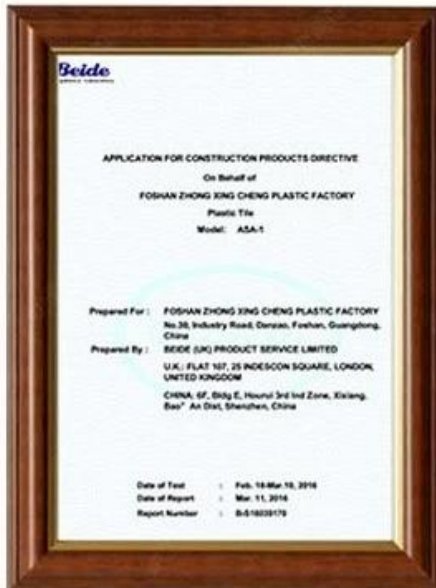 Beide
APPLICATION FOR CONSTRUCTION PRODUCTS DIRECTIVE
On Behalf of
FOSHAN ZHONG XING CHENG PLASTIC FACTORY
Plastic Tile
Model: ASA-1
Prepared For : FOSHAN ZHONG XING CHENG PLASTIC FACTORY
No.30, Industry Road, Danzao, Foshan, Guangdong,
China
Prepared By : BEIDE (UK) PRODUCT SERVICE LIMITED
U.K.: FLAT 107, 25 INDESCON SQUARE, LONDON,
UNITED KINGDOM
CHINA: 6F, Bldg E, Hourui 3rd Ind Zone, Xixiang,
Bao" An Dist, Shenzhen, China
Date of Test : Feb. 18-Mar.10, 2016
Date of Report : Mar. 11, 2016
Report Number :